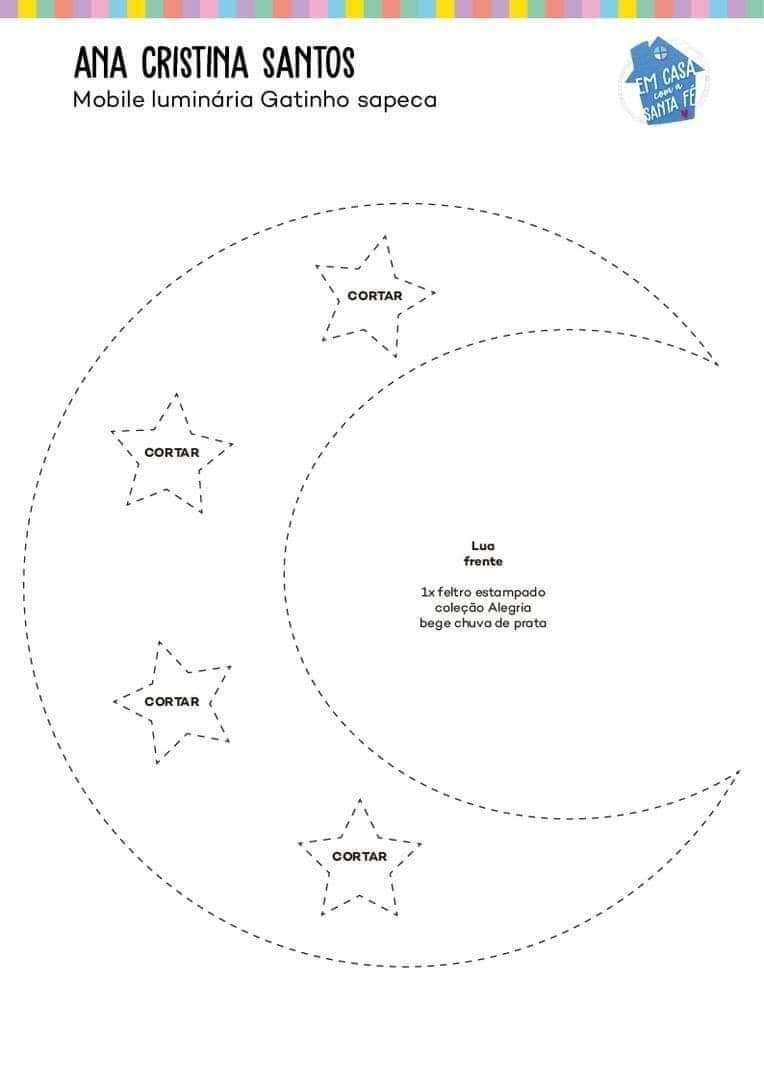 ANA CRISTINA SANTOS
Mobile luminária Gatinho sapeca
EM CASA
com a
SANTA FÉ
CORTAR
CORTAR
Lua
frente
1x feltro estampado
coleção Alegria
bege chuva de prata
CORTAR
CORTAR